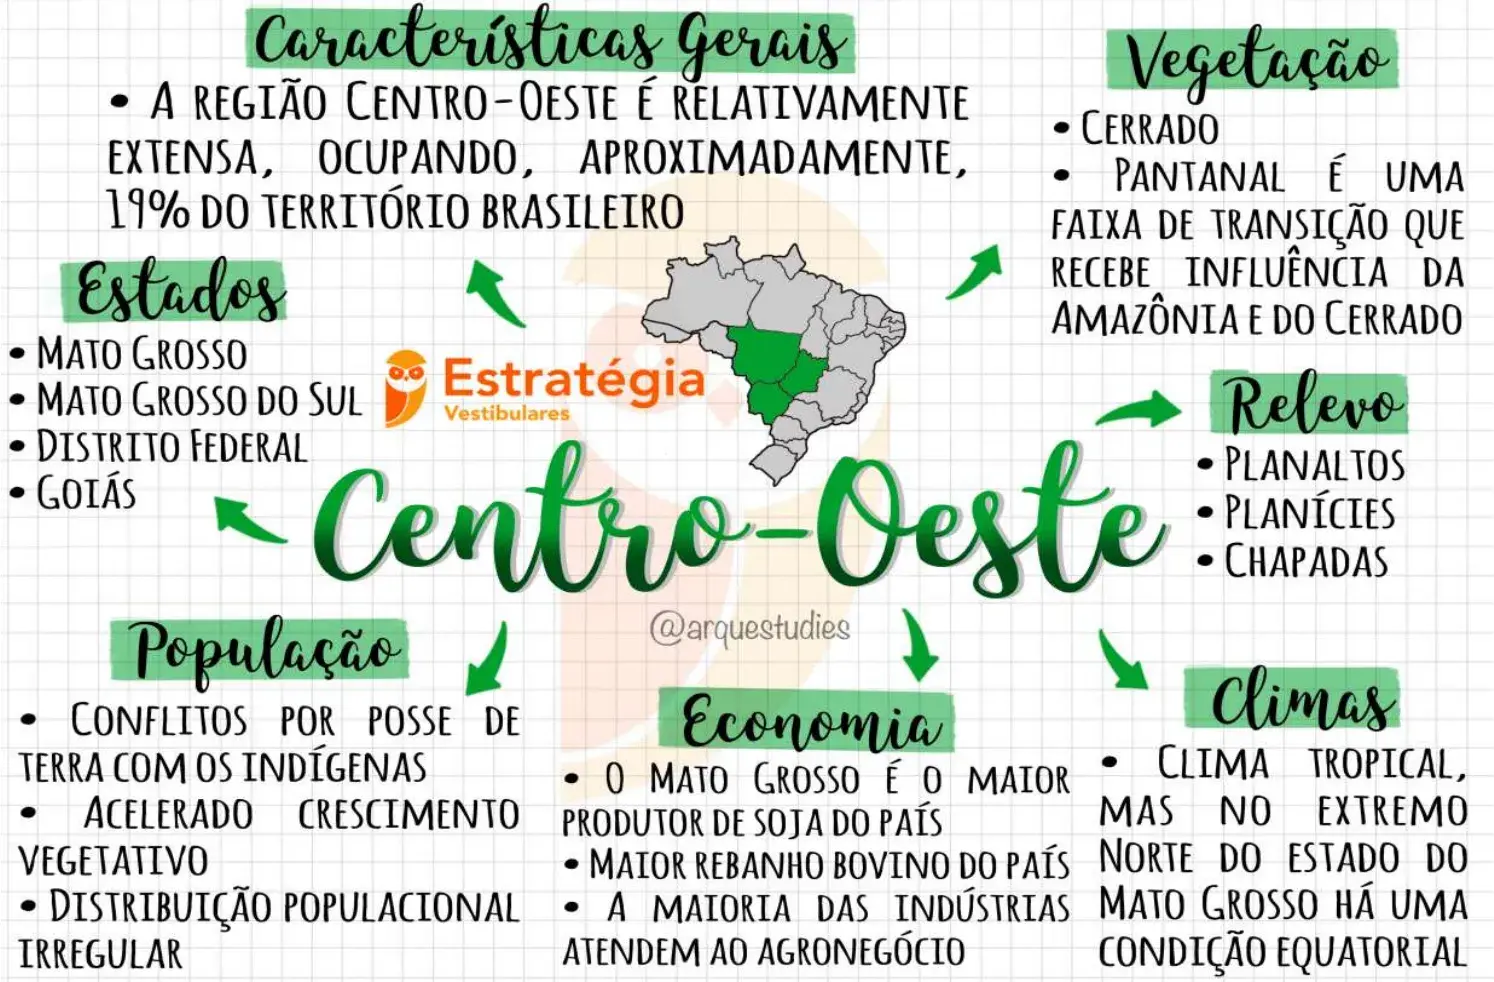 Características Gerais
• A região Centro-Oeste é relativamente
extensa, ocupando, aproximadamente,
19% do território brasileiro
Vegetação
• Cerrado
• Pantanal é uma
faixa de transição que
recebe influência da
Amazônia e do Cerrado
Estados
• Mato Grosso
• Mato Grosso do Sul
• Distrito Federal
• Goiás
Estratégia
Vestibulares
Relevo
• Planaltos
• Planícies
• Chapadas
Centro-Oeste
@arquestudies
População
• Conflitos por posse de
terra com os indígenas
• Acelerado crescimento
vegetativo
• Distribuição populacional
irregular
Economia
• O Mato Grosso é o maior
produtor de soja do país
• Maior rebanho bovino do país
• A maioria das indústrias
atendem ao agronegócio
Climas
• Clima tropical,
mas no extremo
Norte do estado do
Mato Grosso há uma
condição equatorial